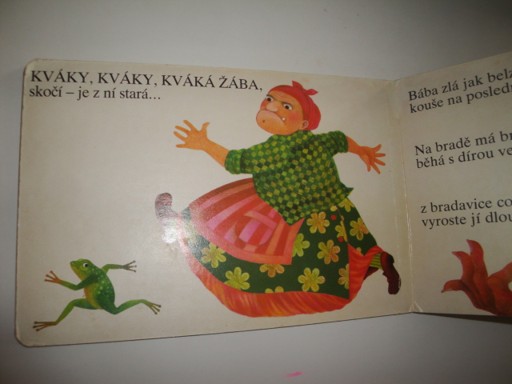 KVÁKY, KVÁKY, KVÁKÁ ŽÁBA,
skočí – je z ní stará...
Bába zlá jak
kouše na
Na bradě má
běhá s dírou
z bradavice
vyroste jí